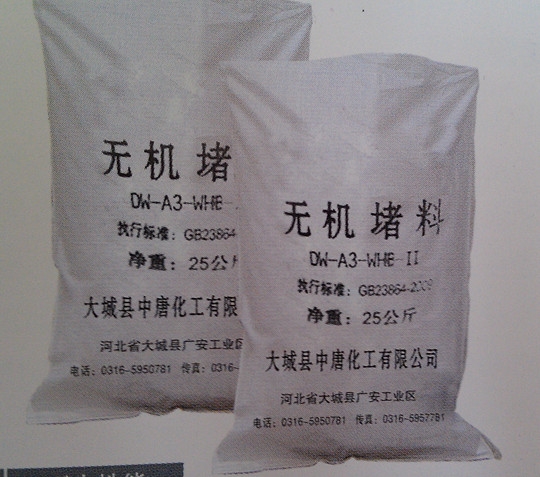 无机堵
DW-A3-WHB-
执行标准：GB23864-
净重：25公斤
大城县中唐化工有限
河北省大城县广安工业区
电话：0316-5950781 传真：0316-
无机堵料
DW-A3-WHB-II
执行标准：GB23864-2009
净重：25公斤
大城县中唐化工有限公司
河北省大城县广安工业区
电话：0316-5950781 传真：0316-5957781